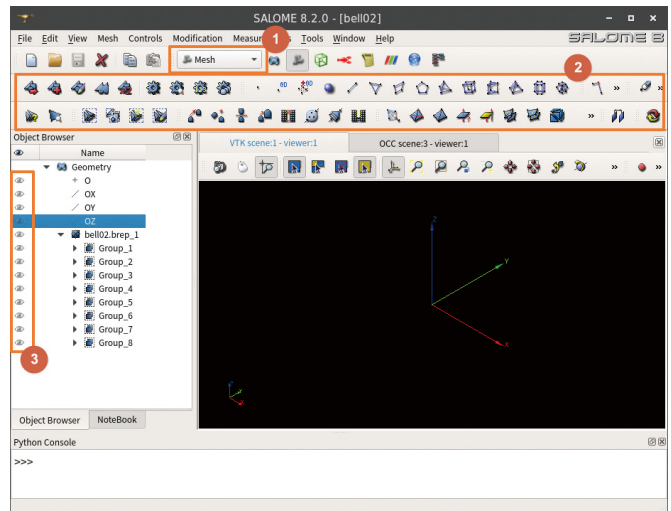 SALOME 8.2.0 - [bell02]
File Edit View Mesh Controls Modification Tools Window Help
SALOME 8
1
Mesh
2
0D
Object Browser
VTK scene:1 - viewer:1
OCC scene:3 - viewer:1
Name
Geometry
O
OX
OY
OZ
bell02.brep_1
Group_1
Group_2
Group_3
Group_4
Group_5
Group_6
Group_7
Group_8
3
Z
Y
X
Object Browser
NoteBook
Python Console
>>>